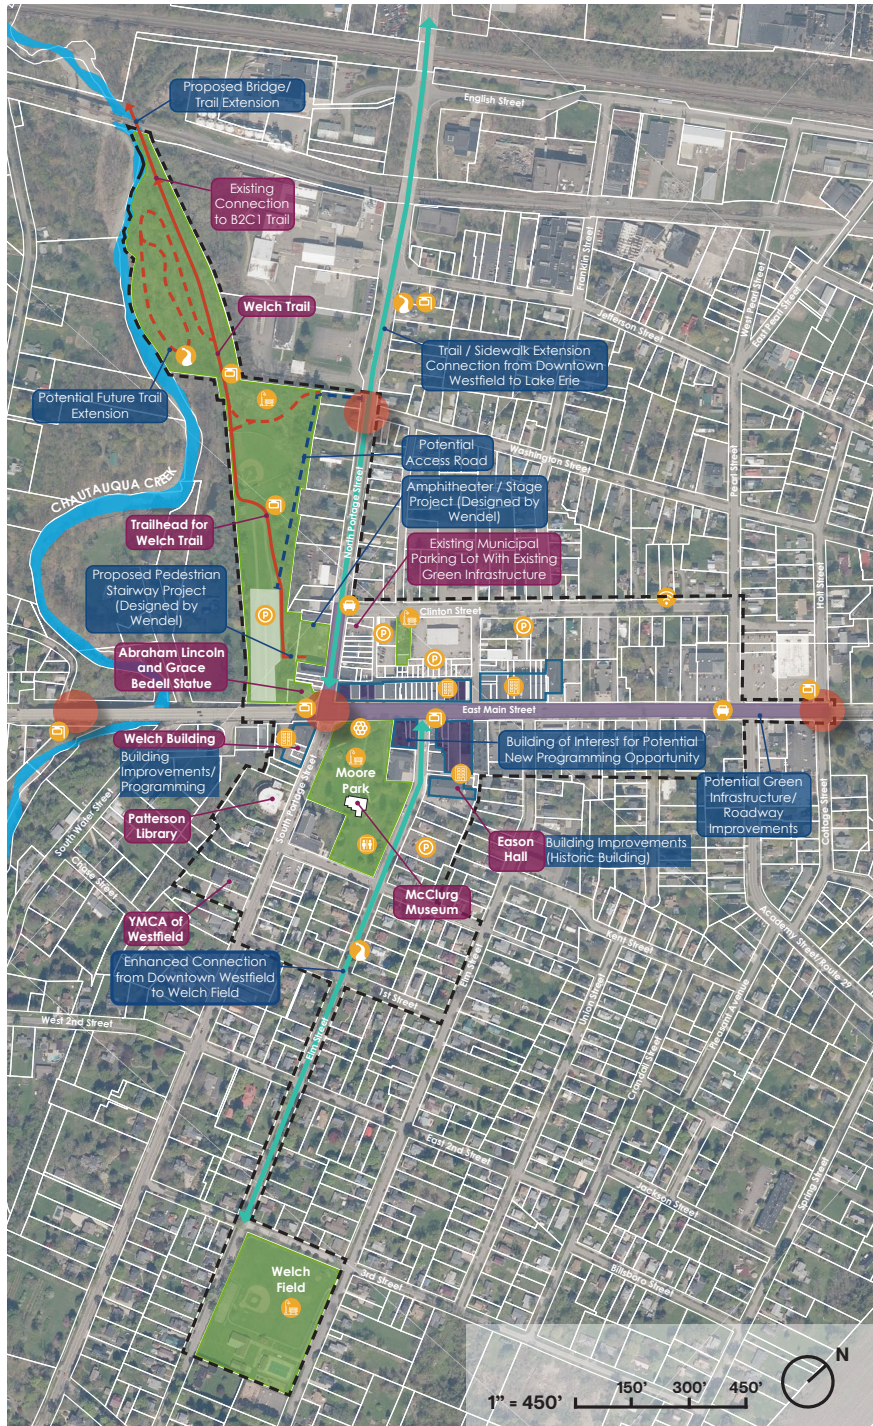 English Street
Proposed Bridge/
Trail Extension
Existing
Connection
to B2C1 Trail
Franklin Street
West Pearl Street
East Pearl Street
Welch Trail
Jefferson Street
Trail / Sidewalk Extension
Connection from Downtown
Westfield to Lake Erie
Potential Future Trail
Extension
Potential
Access Road
Washington Street
Pearl Street
CHAUTAUQUA CREEK
Amphitheater / Stage
Project (Designed by
Wendel)
North Portage Street
Trailhead for
Welch Trail
Existing Municipal
Parking Lot With Existing
Green Infrastructure
Proposed Pedestrian
Stairway Project
(Designed by
Wendel)
Holt Street
Clinton Street
P
P
P
P
Abraham Lincoln
and Grace
Bedell Statue
East Main Street
Welch Building
Building
Improvements/
Programming
Building of Interest for Potential
New Programming Opportunity
Moore
Park
Potential Green
Infrastructure/
Roadway
Improvements
South Portage Street
South Water Street
Cottage Street
Patterson
Library
P
Eason
Hall
Building Improvements
(Historic Building)
Chase Street
McClurg
Museum
YMCA of
Westfield
Kent Street
Academy Street/Route 29
Enhanced Connection
from Downtown Westfield
to Welch Field
Elm Street
1st Street
Union Street
Pleasant Avenue
West 2nd Street
Elm Street
Crandall Street
East 2nd Street
Jackson Street
Spring Street
Welch
Field
3rd Street
Billsboro Street
N
150' 300' 450'
1" = 450'